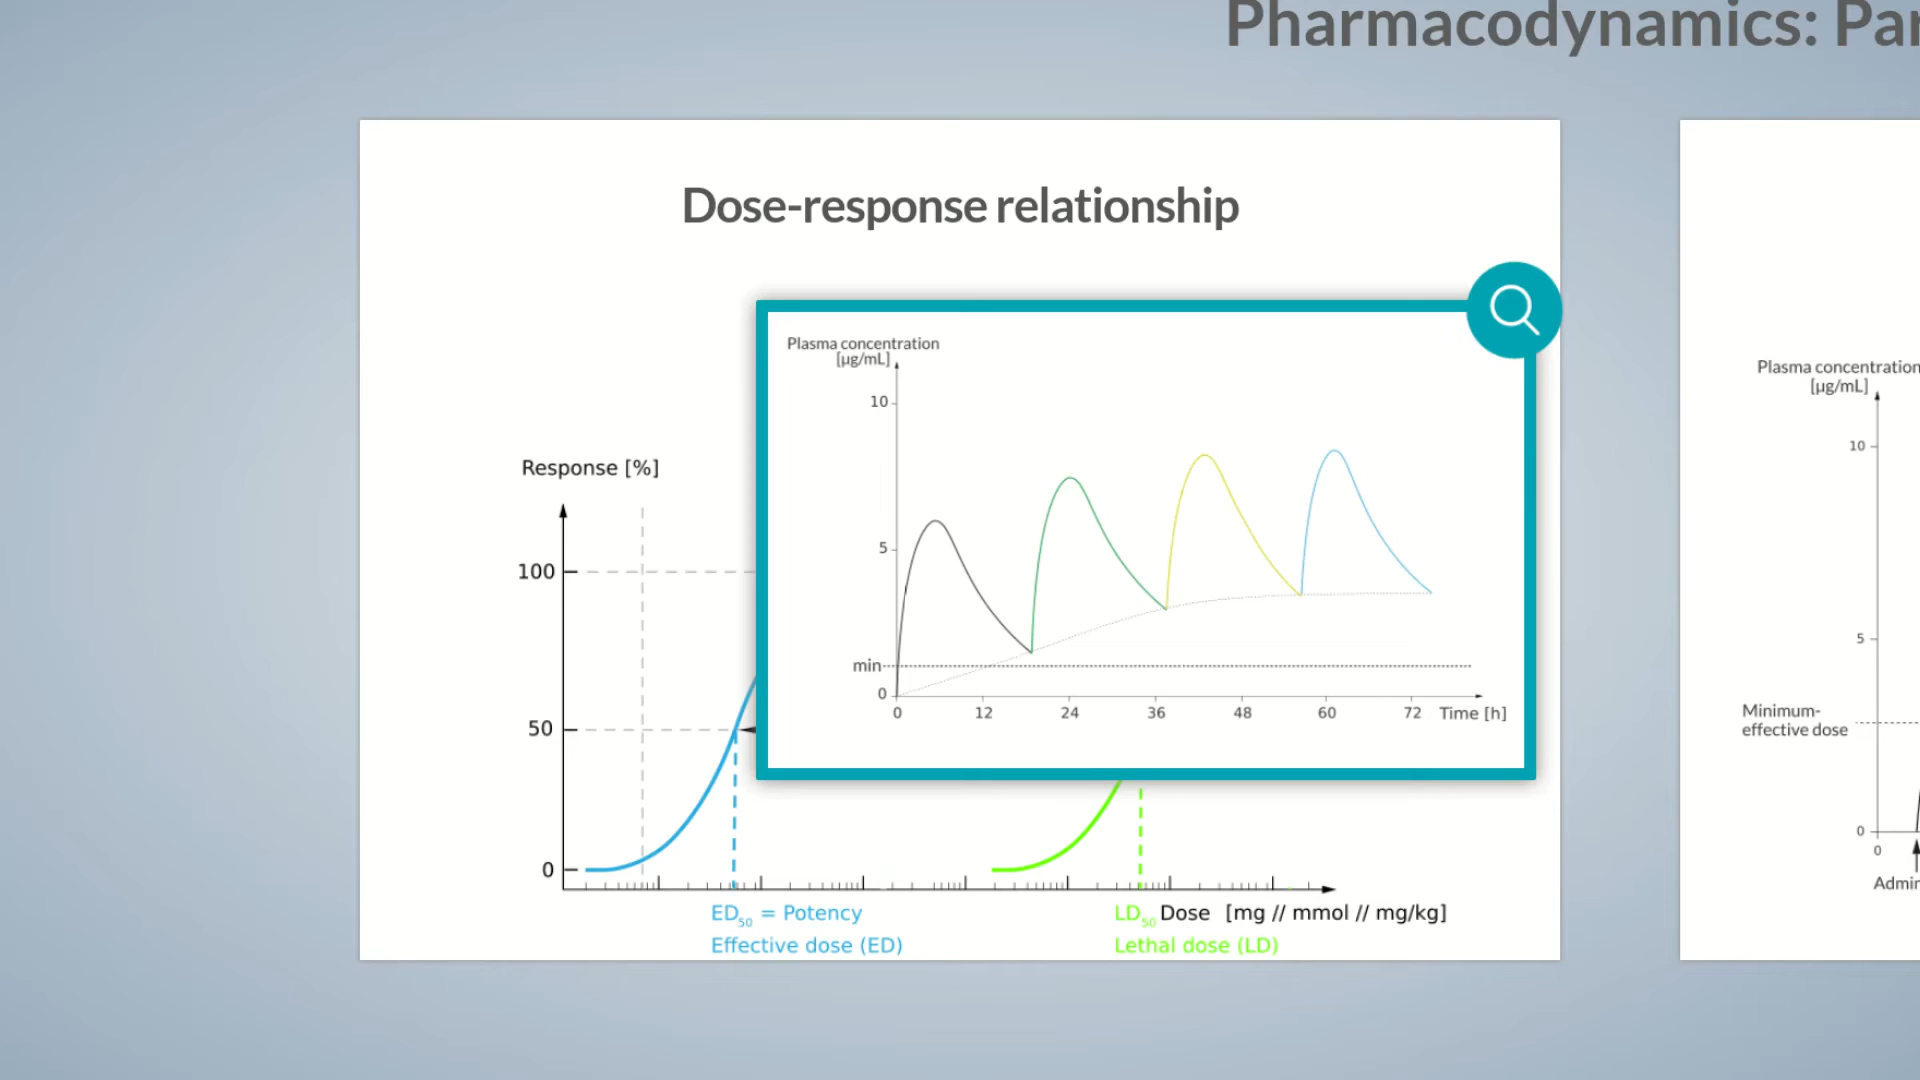 Pharmacodynamics: Par
Dose-response relationship
Plasma concentration
[µg/mL]
10
5
min
0
0 12 24 36 48 60 72 Time [h]
Response [%]
100
50
0
ED50 = Potency
Effective dose (ED)
LD50 Dose [mg // mmol // mg/kg]
Lethal dose (LD)
Plasma concentration
[µg/mL]
10
5
Minimum-
effective dose
0
0
Admin